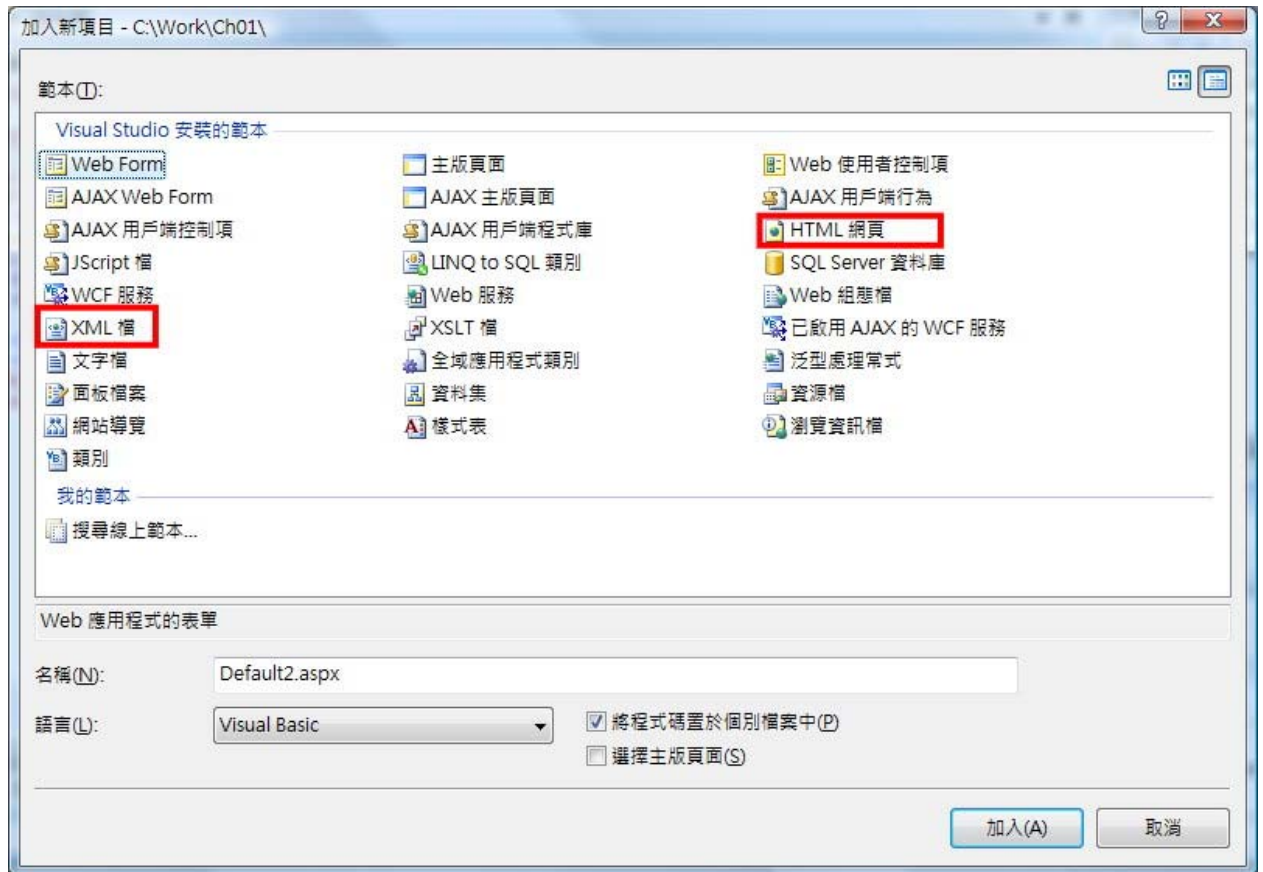 加入新項目 - C:\Work\Ch01\
範本(T):
Visual Studio 安裝的範本
Web Form 主版頁面 Web 使用者控制項
AJAX Web Form AJAX 主版頁面 AJAX 用戶端行為
AJAX 用戶端控制項 AJAX 用戶端程式庫 HTML 網頁
JScript 檔 LINQ to SQL 類別 SQL Server 資料庫
WCF 服務 Web 服務 Web 組態檔
XML 檔 XSLT 檔 已啟用 AJAX 的 WCF 服務
文字檔 全域應用程式類別 泛型處理常式
面板檔案 資料集 資源檔
網站導覽 樣式表 瀏覽資訊檔
類別
我的範本
搜尋線上範本...
Web 應用程式的表單
名稱(N): Default2.aspx
語言(L): Visual Basic 將程式碼置於個別檔案中(P)
選擇主版頁面(S)
加入(A) 取消